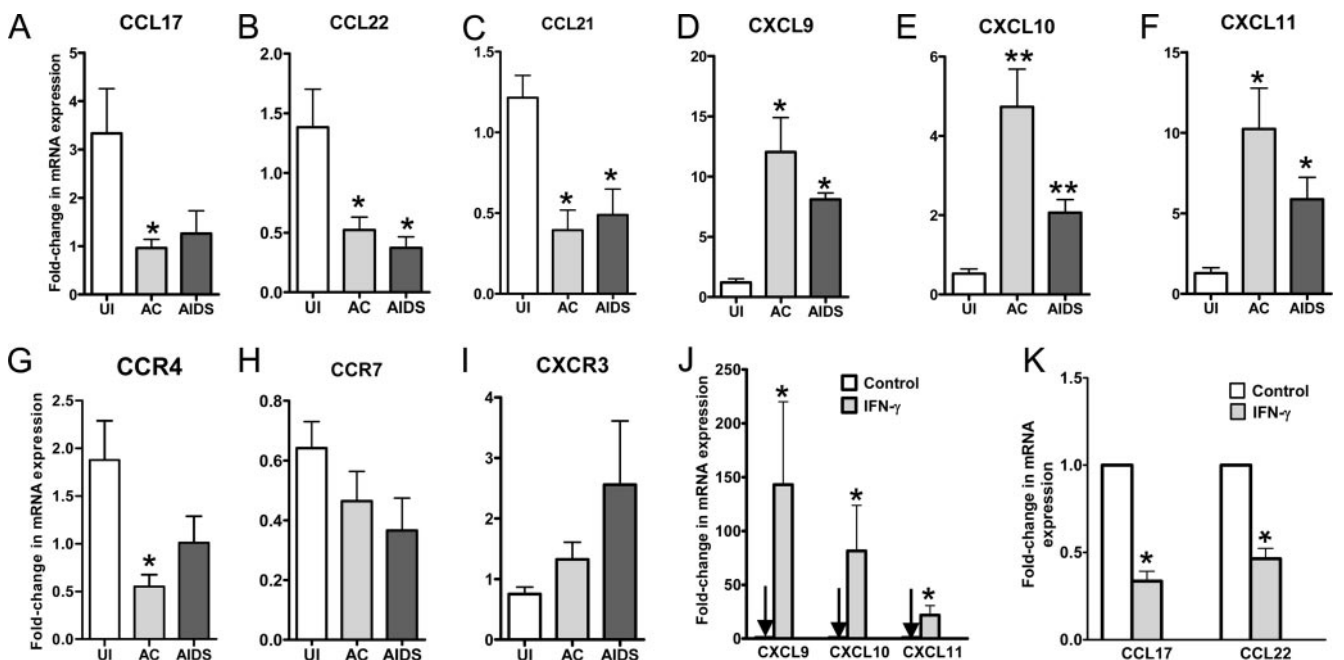 A CCL17
Fold-change in mRNA expression
5
4
3
2
1
0
*
UI AC AIDS
B CCL22
2.0
1.5
1.0
0.5
0.0
* *
UI AC AIDS
C CCL21
1.5
1.0
0.5
0.0
* *
UI AC AIDS
D CXCL9
20
15
10
5
0
* *
UI AC AIDS
E CXCL10
6
4
2
0
** **
UI AC AIDS
F CXCL11
15
10
5
0
* *
UI AC AIDS
G CCR4
Fold-change in mRNA expression
2.5
2.0
1.5
1.0
0.5
0.0
*
UI AC AIDS
H CCR7
0.8
0.6
0.4
0.2
0.0
UI AC AIDS
I CXCR3
4
3
2
1
0
UI AC AIDS
J
Fold-change in mRNA expression
250
200
150
100
50
0
Control
IFN-γ
* * *
CXCL9 CXCL10 CXCL11
K
Fold-change in mRNA
expression
1.5
1.0
0.5
0.0
Control
IFN-γ
* *
CCL17 CCL22